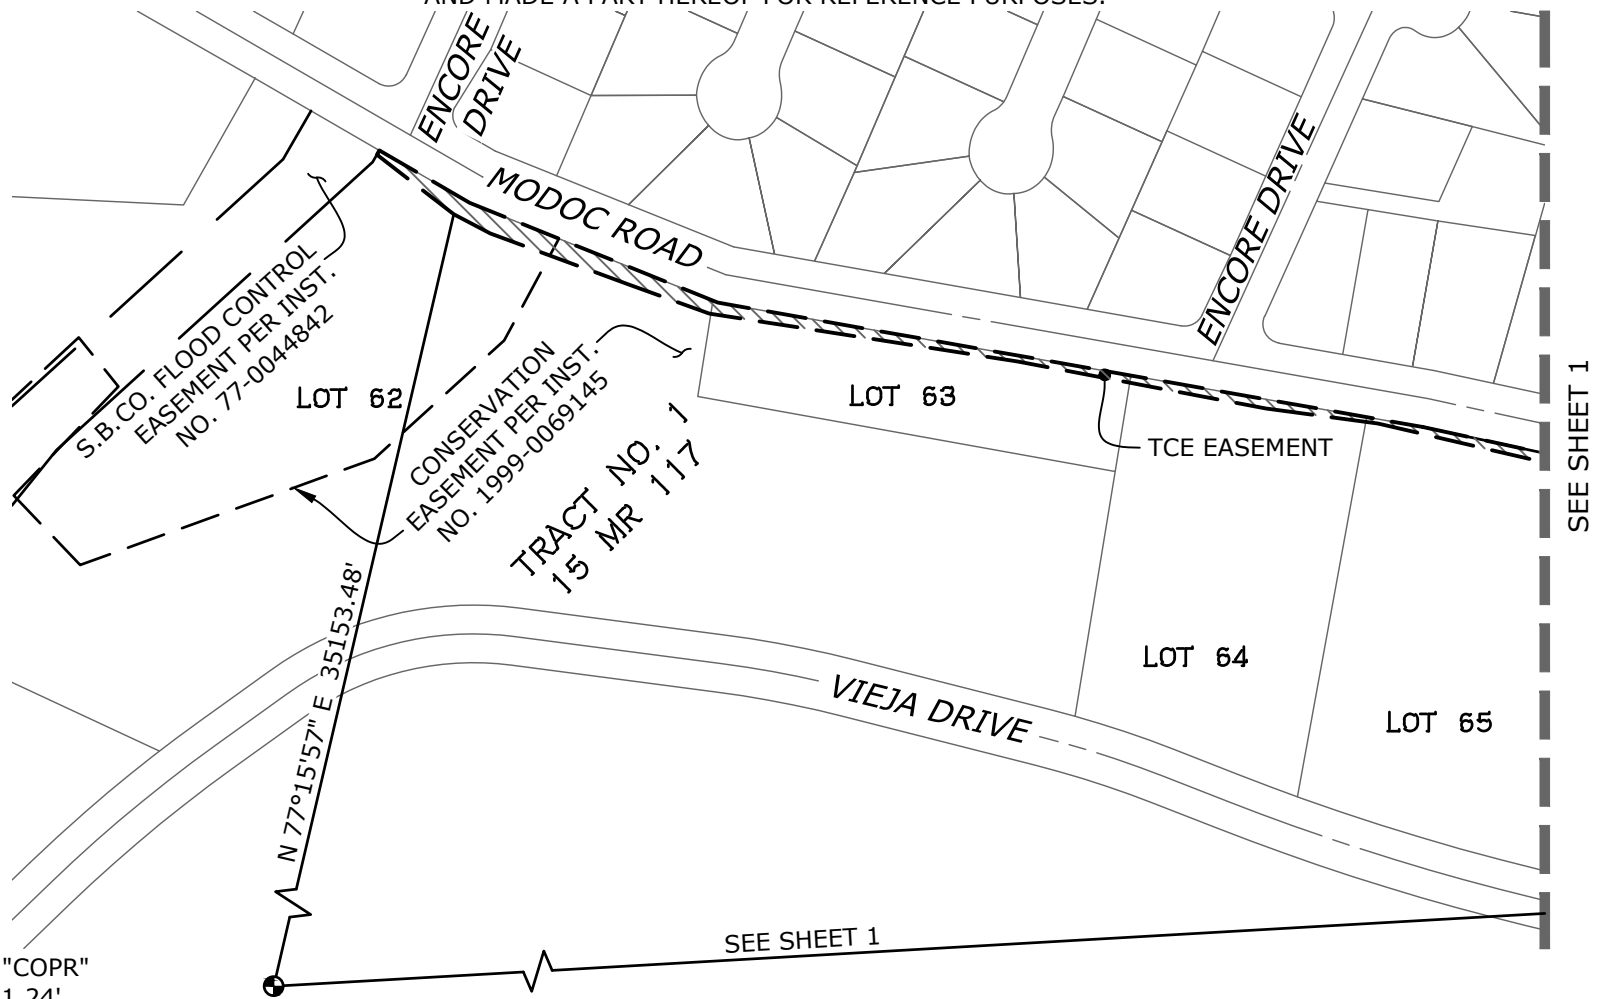 AND MADE A PART HEREOF FOR REFERENCE PURPOSES.
ENCORE
DRIVE
MODOC ROAD
ENCORE DRIVE
S.B.CO. FLOOD CONTROL
EASEMENT PER INST.
NO. 77-0044842
LOT 62
CONSERVATION
EASEMENT PER INST.
NO. 1999-0069145
TRACT NO. 1
15 MR 117
LOT 63
TCE EASEMENT
SEE SHEET 1
N 77°15'57" E 35153.48'
LOT 64
LOT 65
VIEJA DRIVE
SEE SHEET 1
"COPR"
1.24'